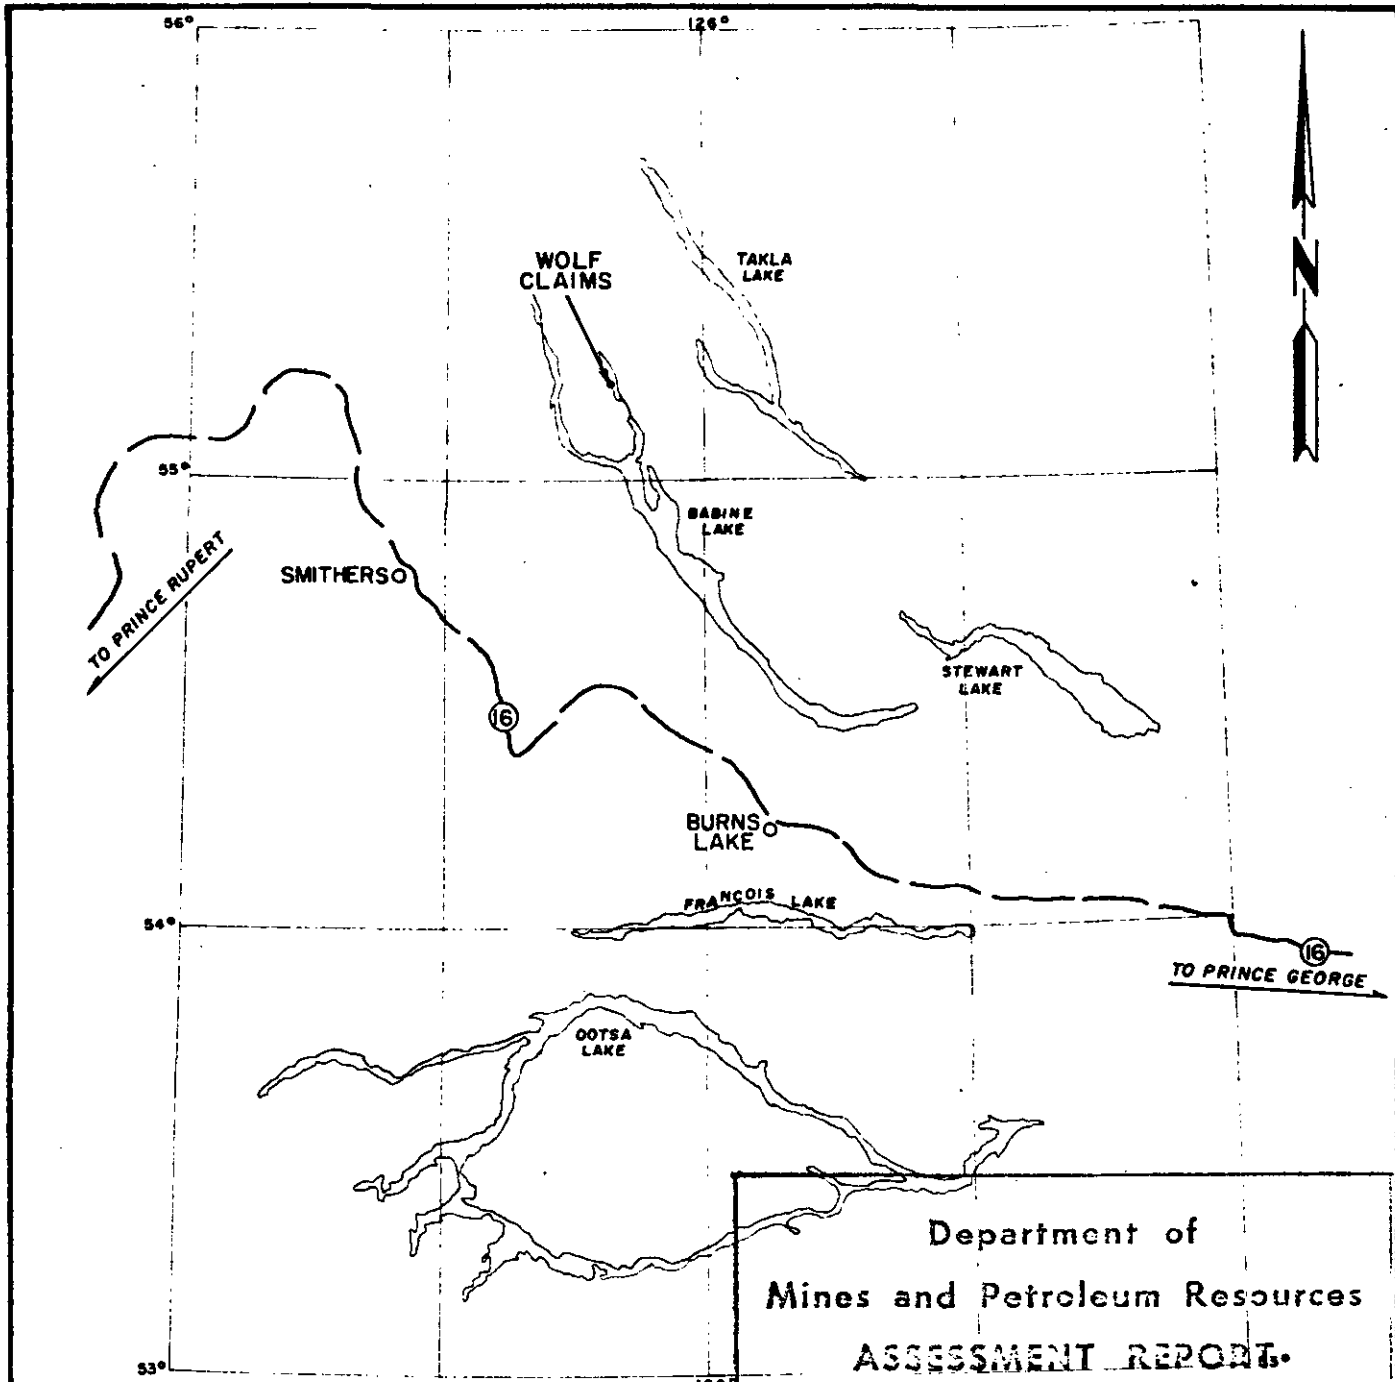 56°
126°
N
WOLF
CLAIMS
TAKLA
LAKE
55°
BABINE
LAKE
TO PRINCE RUPERT
SMITHERS
STEWART
LAKE
16
BURNS
LAKE
FRANCOIS LAKE
54°
16
TO PRINCE GEORGE
OOTSA
LAKE
Department of
Mines and Petroleum Resources
ASSESSMENT REPORT
53°